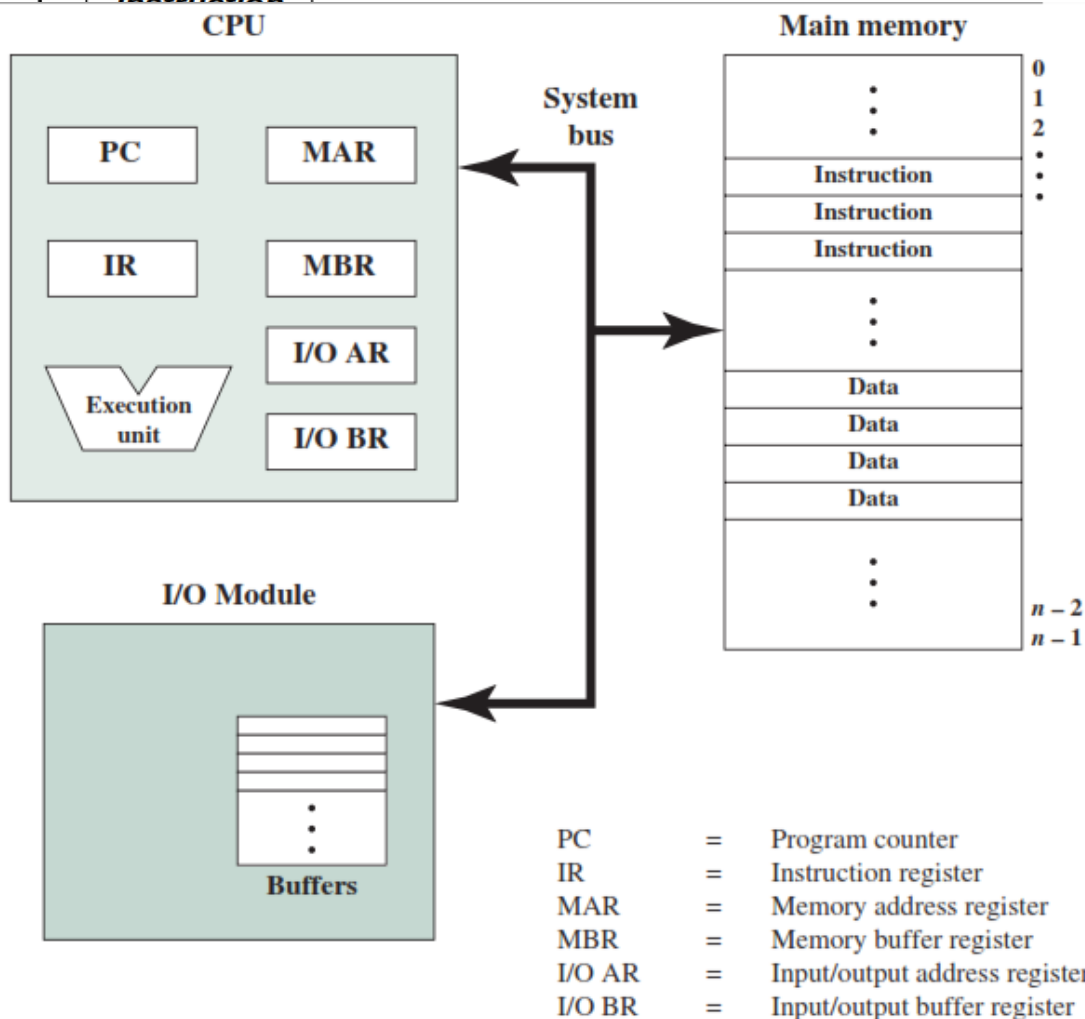 CPU
PC
MAR
IR
MBR
I/O AR
Execution
unit
I/O BR
System
bus
Main memory
0
1
2
Instruction
Instruction
Instruction
Data
Data
Data
Data
n – 2
n – 1
I/O Module
Buffers
PC = Program counter
IR = Instruction register
MAR = Memory address register
MBR = Memory buffer register
I/O AR = Input/output address register
I/O BR = Input/output buffer register